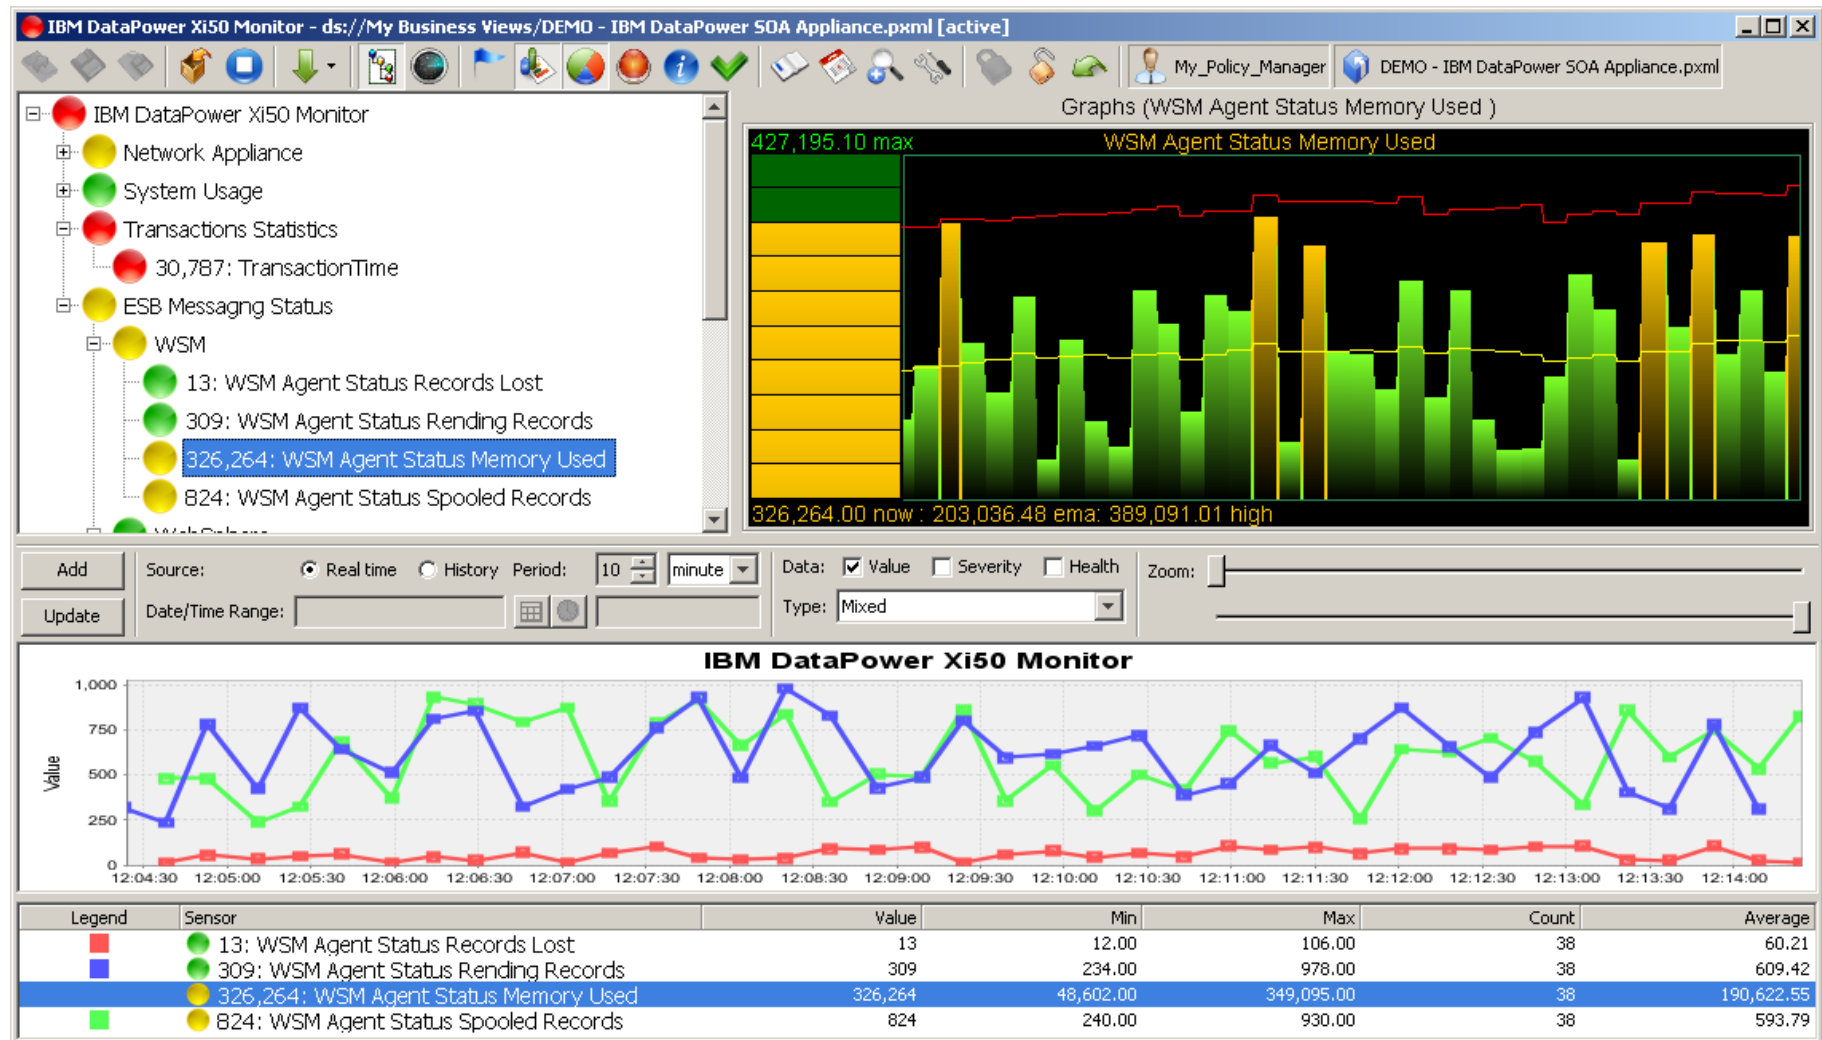 IBM DataPower Xi50 Monitor - ds://My Business Views/DEMO - IBM DataPower SOA Appliance.pxml [active]
My_Policy_Manager
DEMO - IBM DataPower SOA Appliance.pxml
IBM DataPower Xi50 Monitor
Network Appliance
System Usage
Transactions Statistics
30,787: TransactionTime
ESB Messagng Status
WSM
13: WSM Agent Status Records Lost
309: WSM Agent Status Rending Records
326,264: WSM Agent Status Memory Used
824: WSM Agent Status Spooled Records
Graphs (WSM Agent Status Memory Used )
427,195.10 max
WSM Agent Status Memory Used
326,264.00 now : 203,036.48 ema: 389,091.01 high
Add
Source:
Real time
History
Period:
10
minute
Data:
Value
Severity
Health
Zoom:
Update
Date/Time Range:
Type:
Mixed
IBM DataPower Xi50 Monitor
Value
1,000
750
500
250
0
12:04:30 12:05:00 12:05:30 12:06:00 12:06:30 12:07:00 12:07:30 12:08:00 12:08:30 12:09:00 12:09:30 12:10:00 12:10:30 12:11:00 12:11:30 12:12:00 12:12:30 12:13:00 12:13:30 12:14:00
Legend Sensor Value Min Max Count Average
13: WSM Agent Status Records Lost 13 12.00 106.00 38 60.21
309: WSM Agent Status Rending Records 309 234.00 978.00 38 609.42
326,264: WSM Agent Status Memory Used 326,264 48,602.00 349,095.00 38 190,622.55
824: WSM Agent Status Spooled Records 824 240.00 930.00 38 593.79